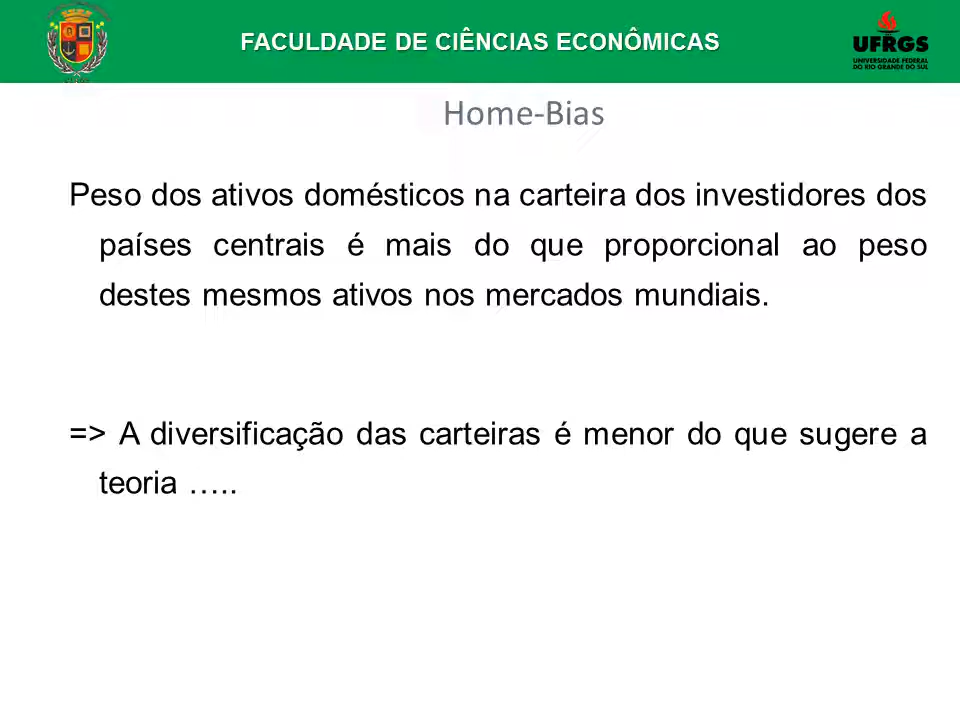 FACULDADE DE CIÊNCIAS ECONÔMICAS
UFRGS
UNIVERSIDADE FEDERAL
DO RIO GRANDE DO SUL
Home-Bias
Peso dos ativos domésticos na carteira dos investidores dos
países centrais é mais do que proporcional ao peso
destes mesmos ativos nos mercados mundiais.
=> A diversificação das carteiras é menor do que sugere a
teoria …..